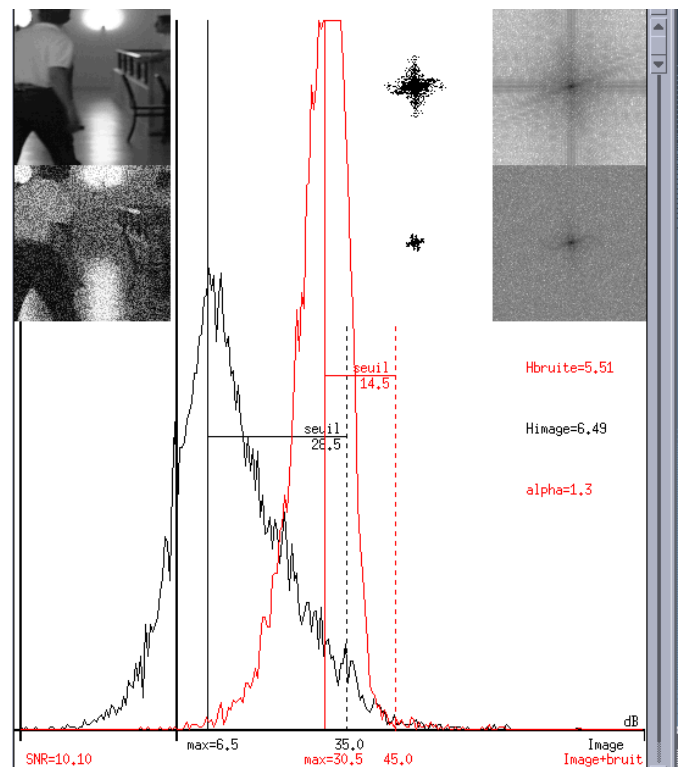 Hbruite=5.51
seuil
14.5
seuil
28.5
Himage=6.49
alpha=1.3
dB
max=6.5 35.0 Image
SNR=10.10 max=30.5 45.0 Image+bruit